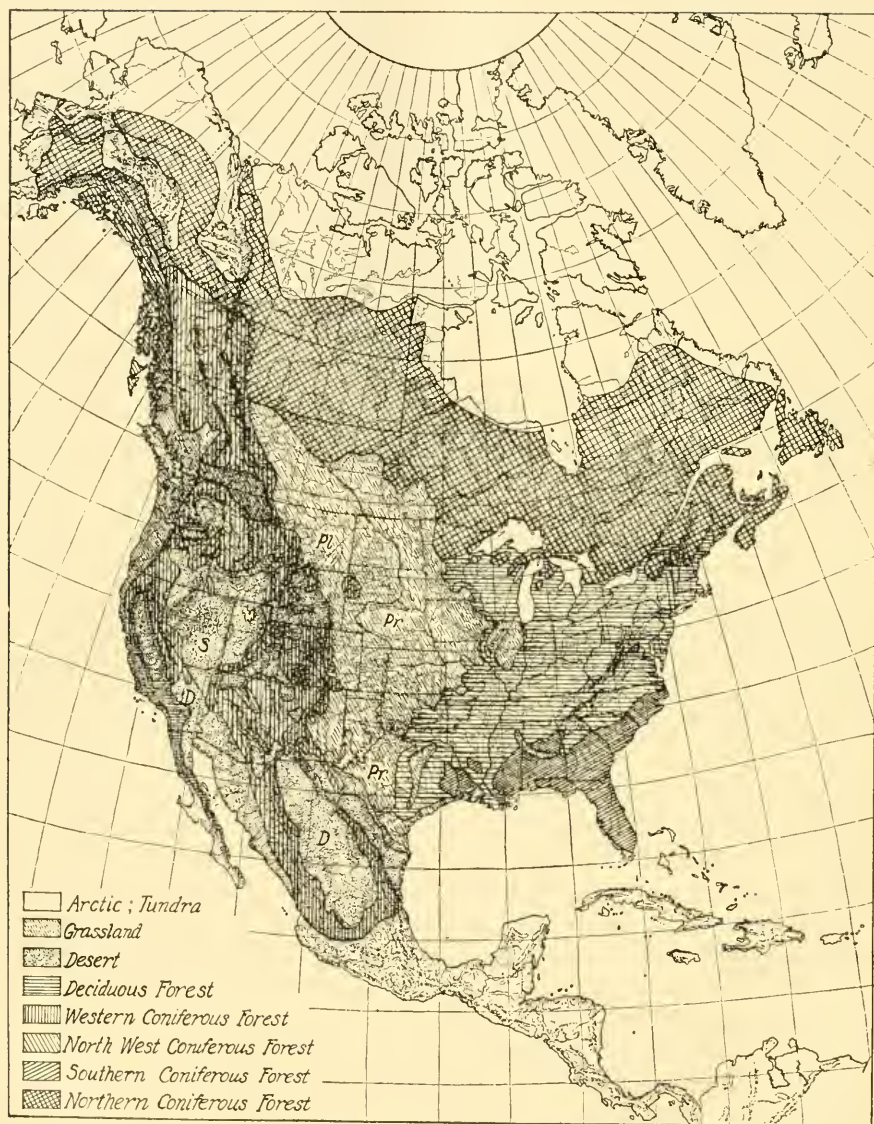 Pl
Pr
S
D
Pr
D
Arctic ; Tundra
Grassland
Desert
Deciduous Forest
Western Coniferous Forest
North West Coniferous Forest
Southern Coniferous Forest
Northern Coniferous Forest